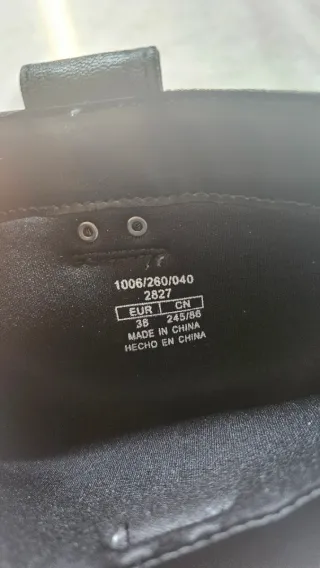 1006/260/040
2827
EUR CN
38 245/86
MADE IN CHINA
HECHO EN CHINA